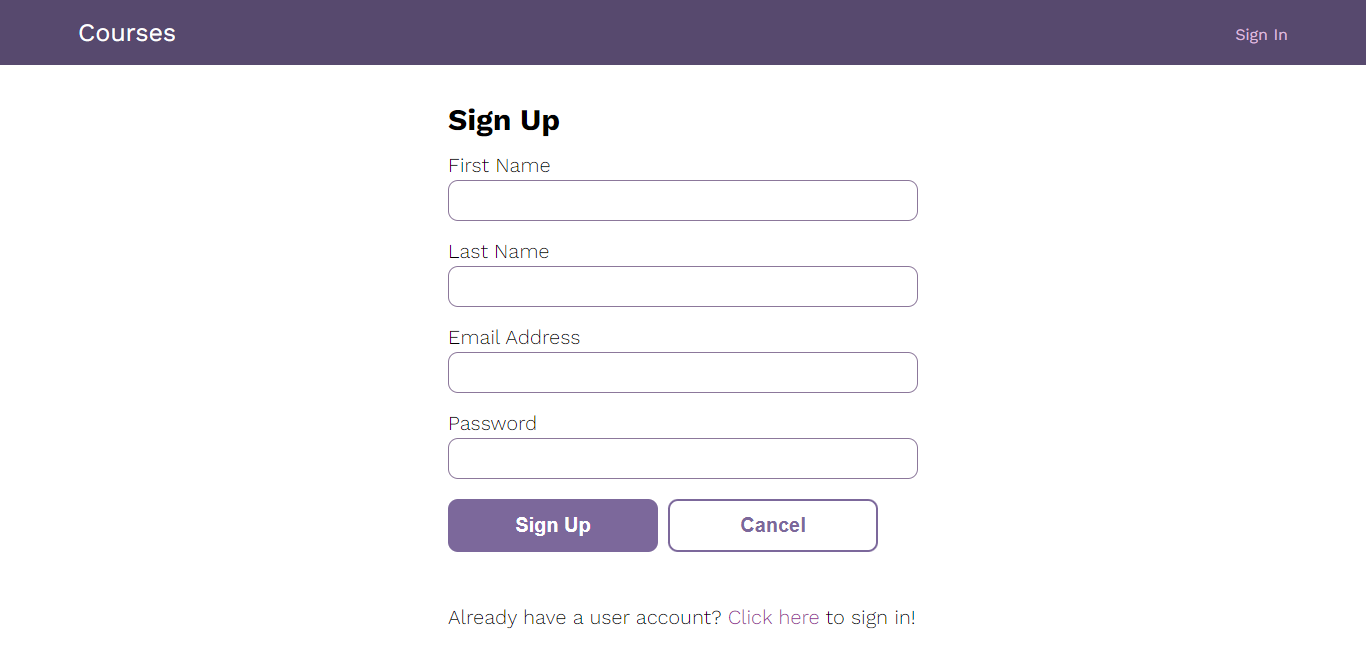 Courses
Sign In
Sign Up
First Name
Last Name
Email Address
Password
Sign Up
Cancel
Already have a user account? Click here to sign in!